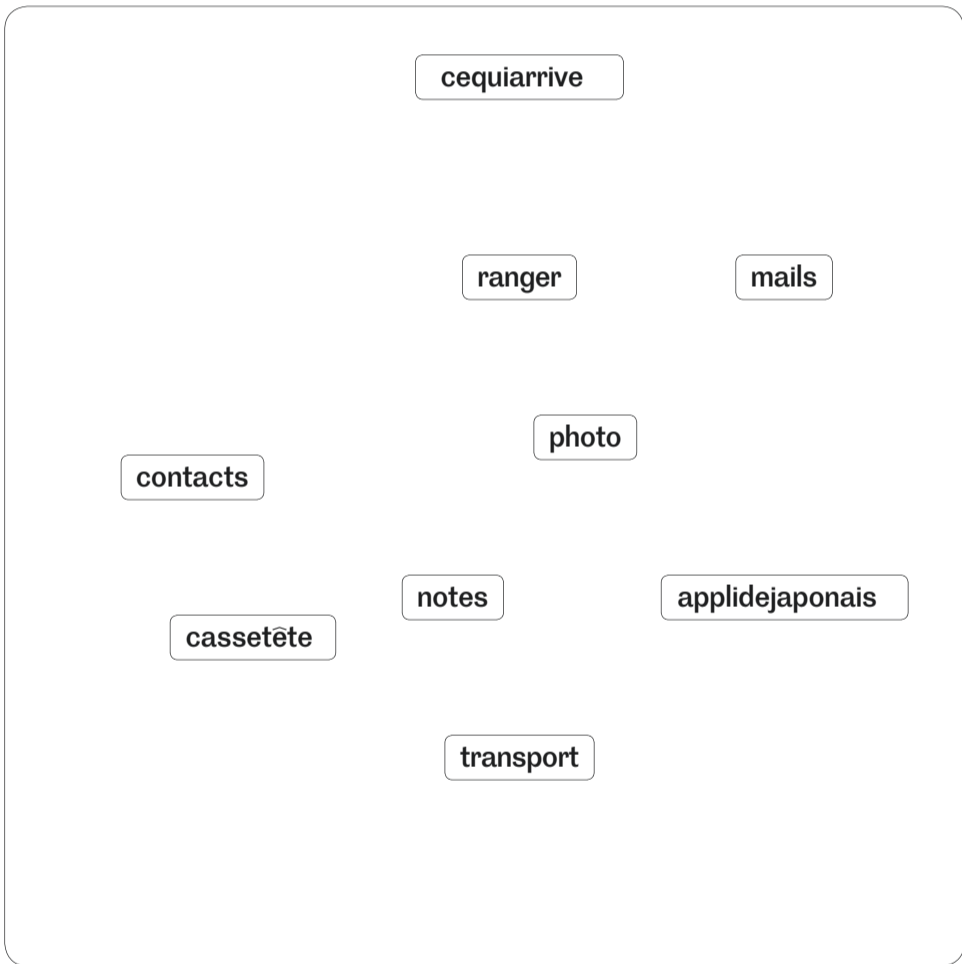 cequiarrive
ranger
mails
photo
contacts
notes
applidejaponais
cassetête
transport